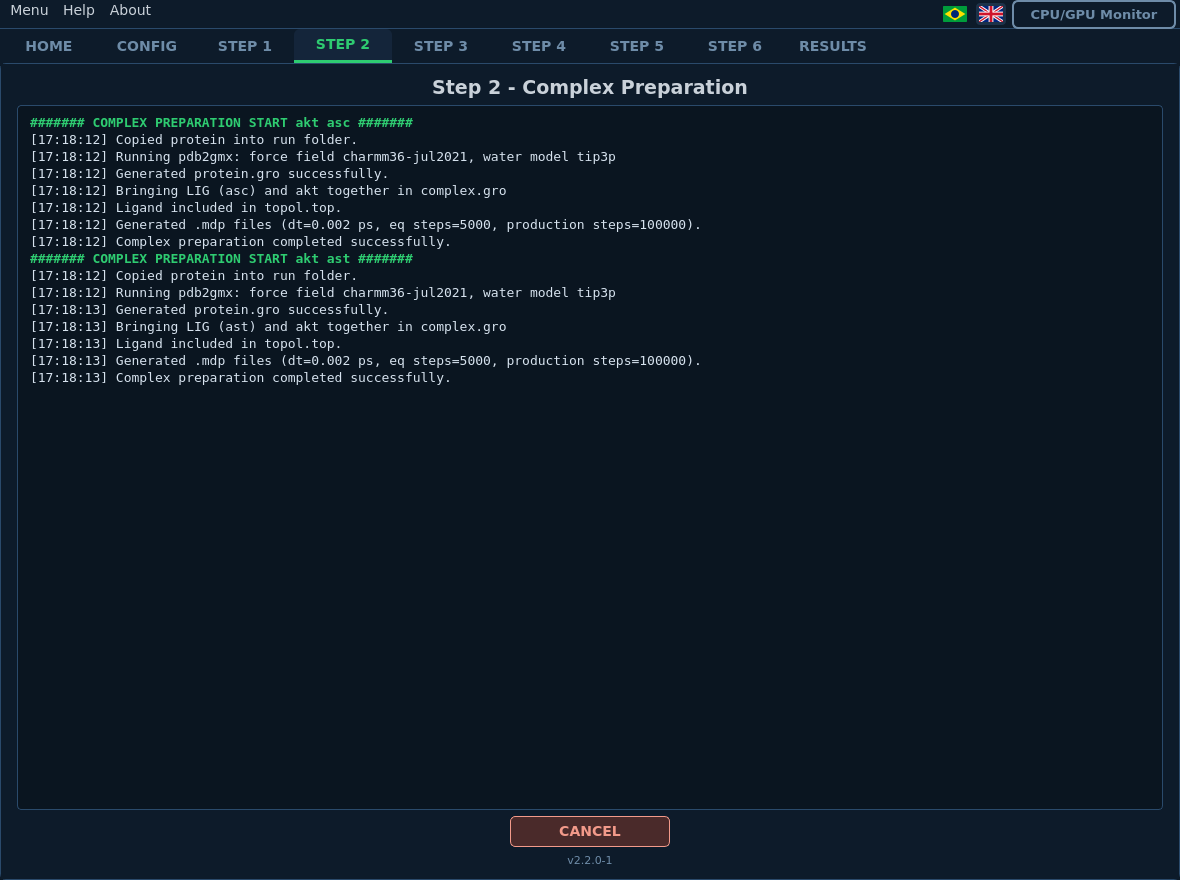 Menu Help About
CPU/GPU Monitor
HOME CONFIG STEP 1 STEP 2 STEP 3 STEP 4 STEP 5 STEP 6 RESULTS
Step 2 - Complex Preparation
####### COMPLEX PREPARATION START akt asc #######
[17:18:12] Copied protein into run folder.
[17:18:12] Running pdb2gmx: force field charmm36-jul2021, water model tip3p
[17:18:12] Generated protein.gro successfully.
[17:18:12] Bringing LIG (asc) and akt together in complex.gro
[17:18:12] Ligand included in topol.top.
[17:18:12] Generated .mdp files (dt=0.002 ps, eq steps=5000, production steps=100000).
[17:18:12] Complex preparation completed successfully.
####### COMPLEX PREPARATION START akt ast #######
[17:18:12] Copied protein into run folder.
[17:18:12] Running pdb2gmx: force field charmm36-jul2021, water model tip3p
[17:18:13] Generated protein.gro successfully.
[17:18:13] Bringing LIG (ast) and akt together in complex.gro
[17:18:13] Ligand included in topol.top.
[17:18:13] Generated .mdp files (dt=0.002 ps, eq steps=5000, production steps=100000).
[17:18:13] Complex preparation completed successfully.
CANCEL
v2.2.0-1